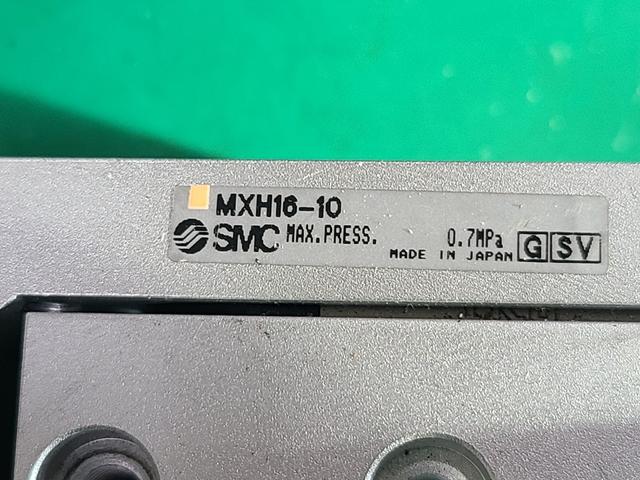 MXH16-10
SMC MAX.PRESS. 0.7MPa
MADE IN JAPAN G SV